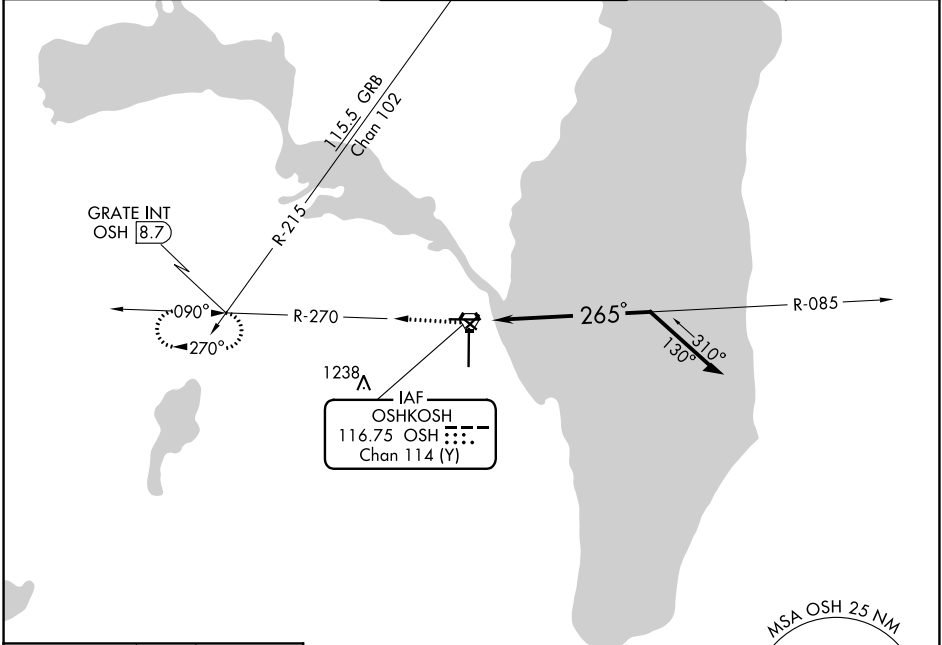 115.5 GRB
Chan 102
GRATE INT
OSH 8.7
R-215
090°
270°
R-270
265°
R-085
310°
130°
1238
IAF
OSHKOSH
116.75 OSH
Chan 114 (Y)
MSA OSH 25 NM